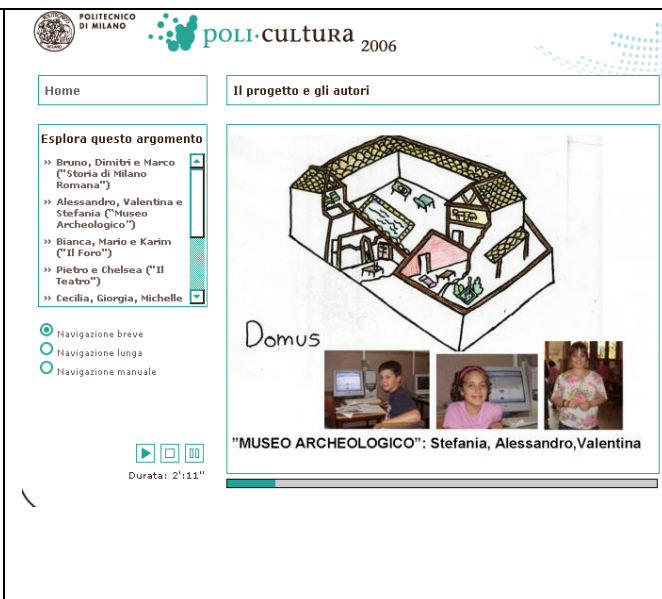 POLITECNICO
DI MILANO
POLI·CULTURA 2006
Home
Il progetto e gli autori
Esplora questo argomento
›› Bruno, Dimitri e Marco
("Storia di Milano
Romana")
›› Alessandro, Valentina e
Stefania ("Museo
Archeologico")
›› Bianca, Mario e Karim
("Il Foro")
›› Pietro e Chelsea ("Il
Teatro")
›› Cecilia, Giorgia, Michelle
Navigazione breve
Navigazione lunga
Navigazione manuale
Durata: 2':11"
Domus
"MUSEO ARCHEOLOGICO": Stefania, Alessandro,Valentina